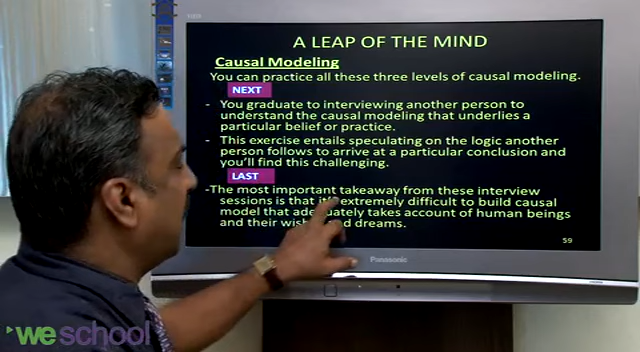 A LEAP OF THE MIND
Causal Modeling
You can practice all these three levels of causal modeling.
NEXT
- You graduate to interviewing another person to
understand the causal modeling that underlies a
particular belief or practice.
- This exercise entails speculating on the logic another
person follows to arrive at a particular conclusion and
you'll find this challenging.
LAST
-The most important takeaway from these interview
sessions is that it's extremely difficult to build causal
model that adequately takes account of human beings
and their dreams.
59
Panasonic
we school